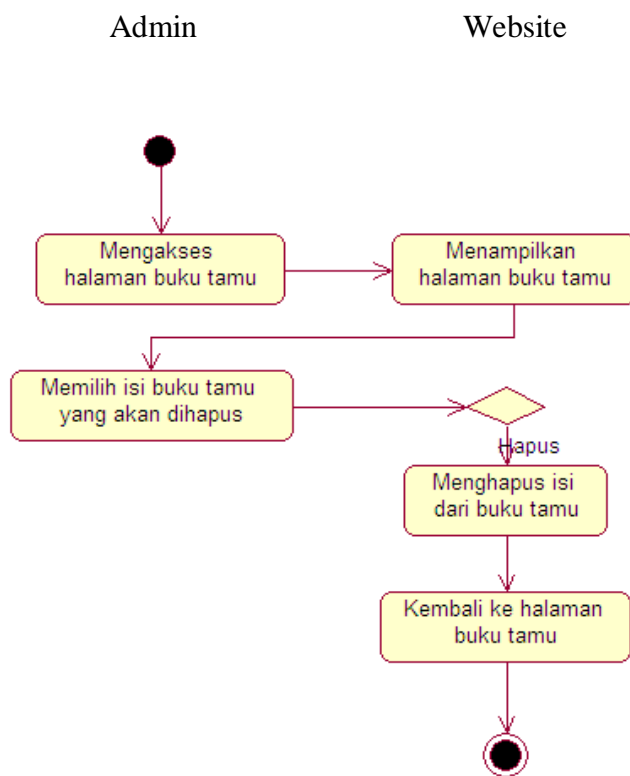 Admin
Website
Mengakses
halaman buku tamu
Menampilkan
halaman buku tamu
Memilih isi buku tamu
yang akan dihapus
Hapus
Menghapus isi
dari buku tamu
Kembali ke halaman
buku tamu